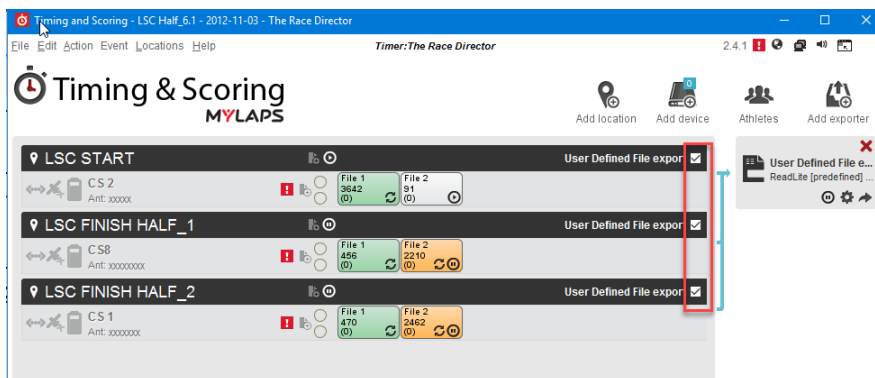 Timing and Scoring - LSC Half_6.1 - 2012-11-03 - The Race Director
File Edit Action Event Locations Help Timer:The Race Director 2.4.1
Timing & Scoring
MYLAPS
Add location Add device Athletes Add exporter
0
LSC START User Defined File expor
CS 2 File 1 File 2
3642 91
Ant: xxxxx (0) (0)
LSC FINISH HALF_1 User Defined File expor
CS8 File 1 File 2
456 2210
Ant: xxxxxxxxx (0) (0)
LSC FINISH HALF_2 User Defined File expor
CS 1 File 1 File 2
470 2462
Ant: xxxxxxxx (0) (0)
User Defined File e...
ReadLite [predefined] ...